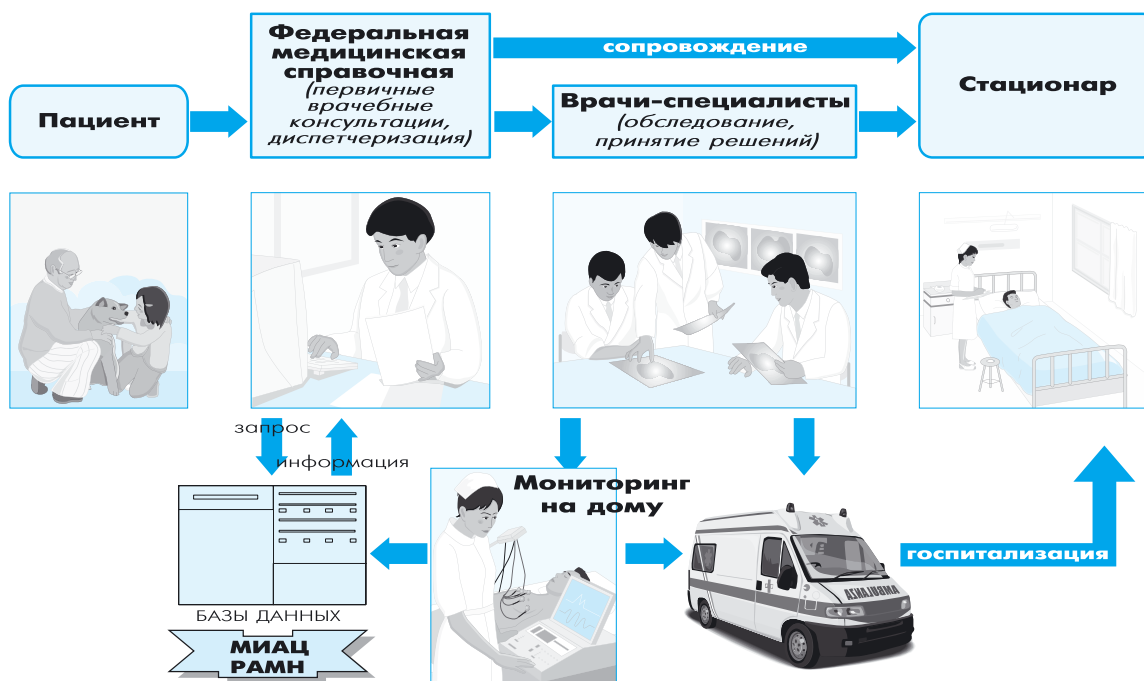 Пациент
Федеральная
медицинская
справочная
(первичные
врачебные
консультации,
диспетчеризация)
сопровождение
Врачи-специалисты
(обследование,
принятие решений)
Стационар
запрос
информация
БАЗЫ ДАННЫХ
МИАЦ
РАМН
Мониторинг
на дому
AMBULANZA
госпитализация